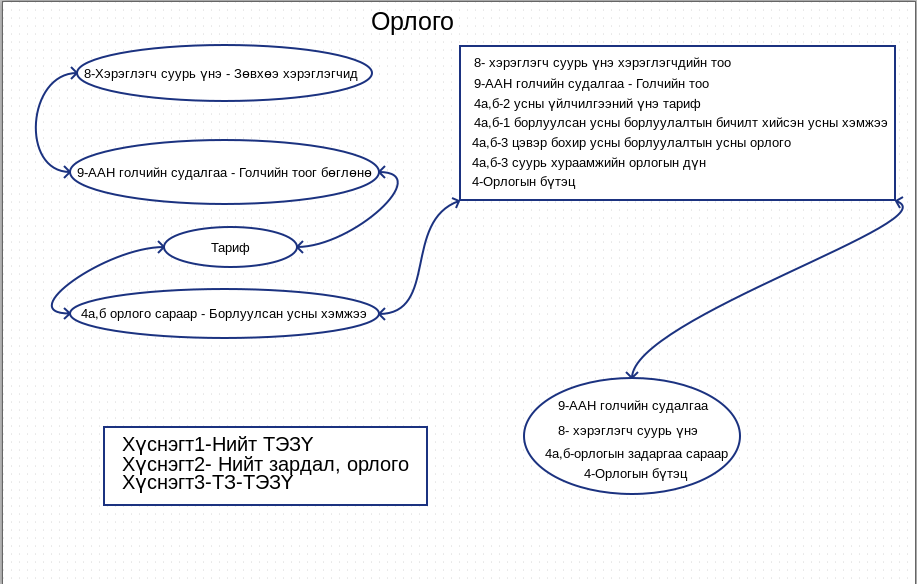 Орлого
8-Хэрэглэгч суурь үнэ - Зөвхөэ хэрэглэгчид
9-ААН голчийн судалгаа - Голчийн тоог бөглөнө
Тариф
4а,б орлого сараар - Борлуулсан усны хэмжээ
8- хэрэглэгч суурь үнэ хэрэглэгчдийн тоо
9-ААН голчийн судалгаа - Голчийн тоо
4а,б-2 усны үйлчилгээний үнэ тариф
4а,б-1 борлуулсан усны борлуулалтын бичилт хийсэн усны хэмжээ
4а,б-3 цэвэр бохир усны борлуулалтын усны орлого
4а,б-3 суурь хураамжийн орлогын дүн
4-Орлогын бүтэц
9-ААН голчийн судалгаа
8- хэрэглэгч суурь үнэ
4а,б-орлогын задаргаа сараар
4-Орлогын бүтэц
Хүснэгт1-Нийт ТЭЗҮ
Хүснэгт2- Нийт зардал, орлого
Хүснэгт3-ТЗ-ТЭЗҮ